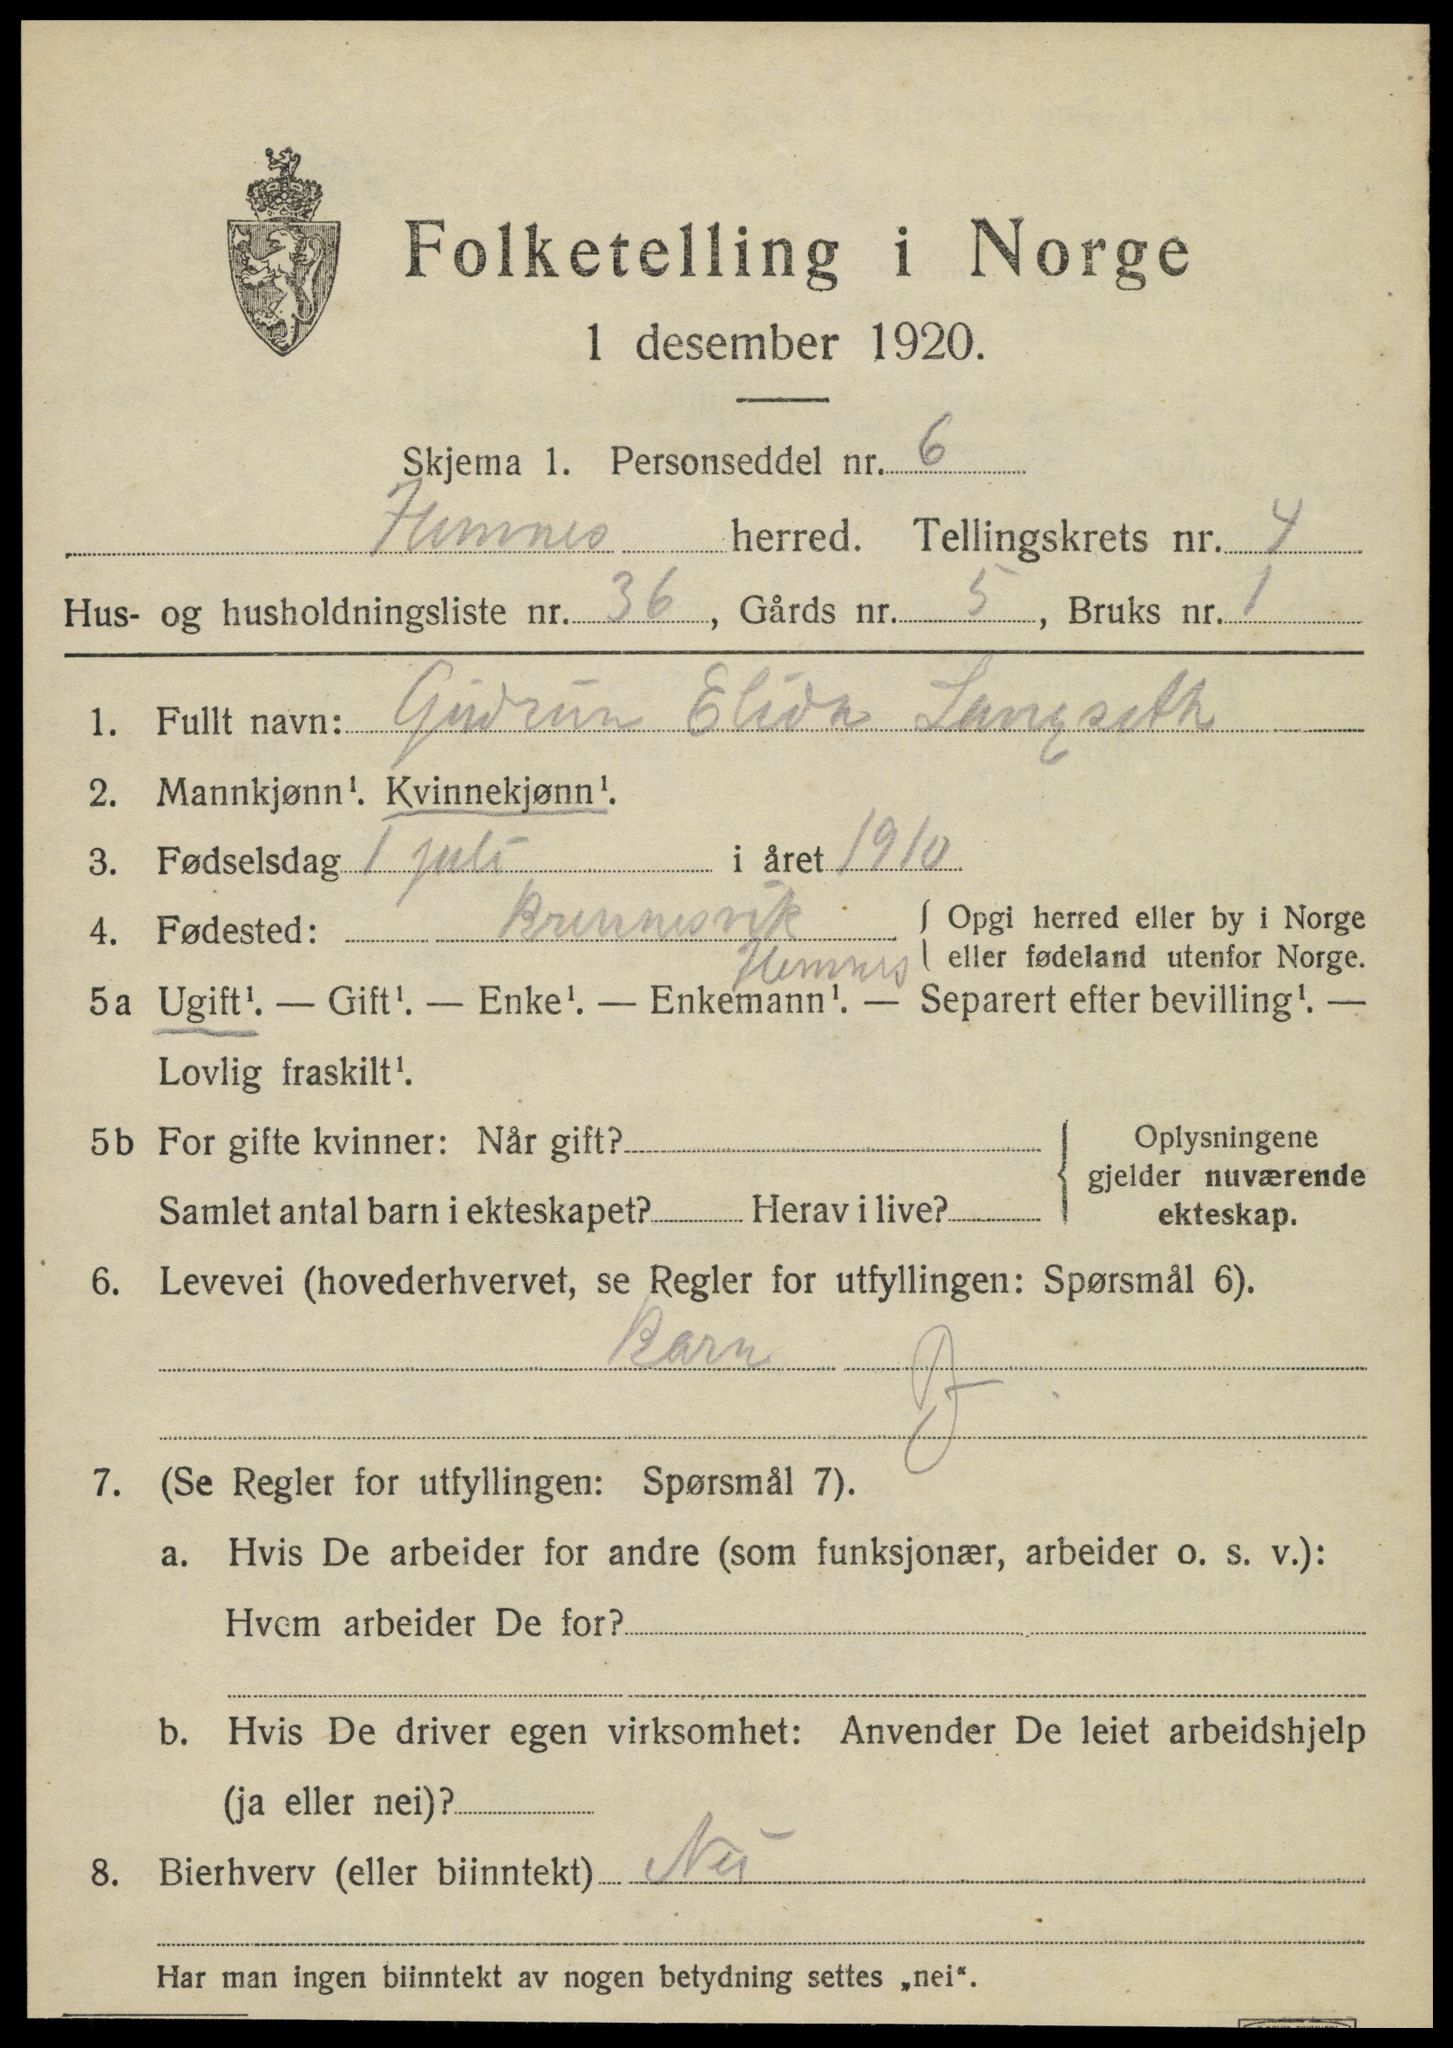 Folketelling i Norge
1 desember 1920.
Skjema 1. Personseddel nr. 6
Hemnes herred. Tellingskrets nr. 4
Hus- og husholdningsliste nr. 36, Gårds nr. 5, Bruks nr. 1
1. Fullt navn: Gudrun Elida Langseth
2. Mannkjønn¹. Kvinnekjønn¹.
3. Fødselsdag 1 juli i året 1910
4. Fødested: Brennesvik { Opgi herred eller by i Norge
Hemnes eller fødeland utenfor Norge.
5a Ugift¹. — Gift¹. — Enke¹. — Enkemann¹. — Separert efter bevilling¹. —
Lovlig fraskilt¹.
5b For gifte kvinner: Når gift? { Oplysningene
gjelder nuværende
Samlet antal barn i ekteskapet? Herav i live? ekteskap.
6. Levevei (hovederhvervet, se Regler for utfyllingen: Spørsmål 6).
Barn
7. (Se Regler for utfyllingen: Spørsmål 7).
a. Hvis De arbeider for andre (som funksjonær, arbeider o. s. v.):
Hvem arbeider De for?
b. Hvis De driver egen virksomhet: Anvender De leiet arbeidshjelp
(ja eller nei)?
8. Bierhverv (eller biinntekt) Nei
Har man ingen biinntekt av nogen betydning settes „nei“.